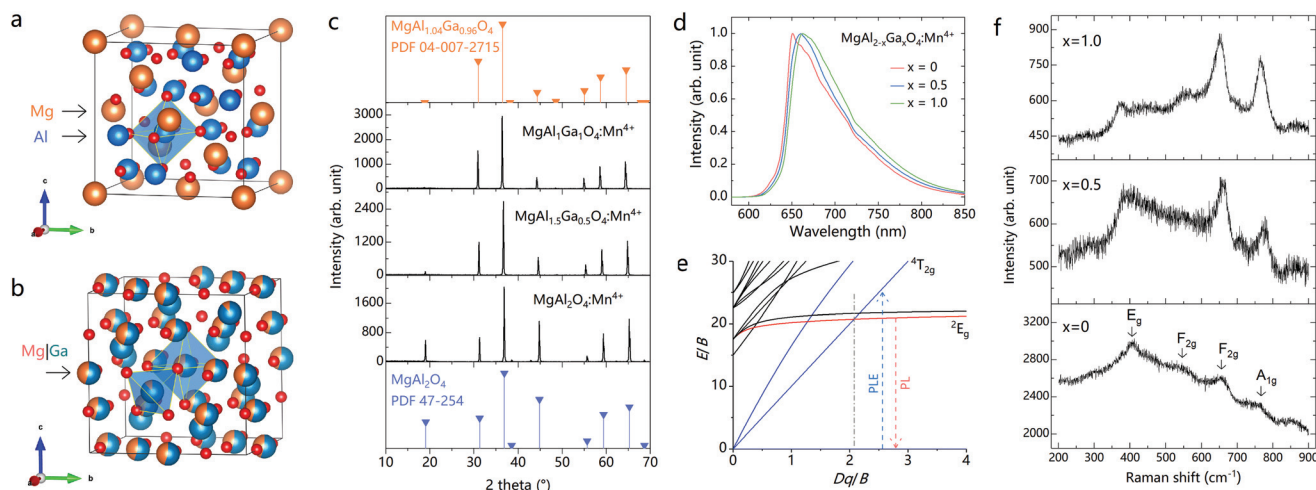 a
Mg
Al
c
a
b
b
Mg|Ga
c
a
b
c
MgAl1.04Ga0.96O4
PDF 04-007-2715
3000
2000
1000
0
MgAl1Ga1O4:Mn4+
2400
1200
0
MgAl1.5Ga0.5O4:Mn4+
1800
1200
600
0
MgAl2O4:Mn4+
MgAl2O4
PDF 47-254
Intensity (arb. unit)
10 20 30 40 50 60 70
2 theta (°)
d
MgAl2-xGaxO4:Mn4+
x = 0
x = 0.5
x = 1.0
1.0
0.8
0.6
0.4
0.2
0.0
Intensity (arb. unit)
600 650 700 750 800 850
Wavelength (nm)
e
30
20
10
0
E/B
4T2g
2Eg
PLE
PL
0 1 2 3 4
Dq/B
f
x=1.0
900
750
600
450
x=0.5
700
600
500
x=0
Eg
F2g
F2g
A1g
3000
2600
2200
Intensity (arb. unit)
200 300 400 500 600 700 800 900
Raman shift (cm-1)